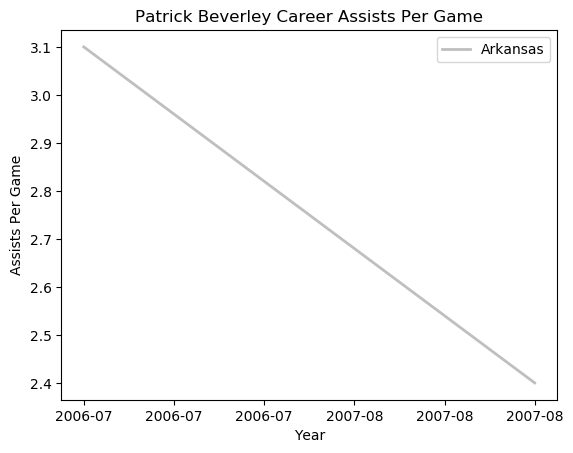 Patrick Beverley Career Assists Per Game
Arkansas
3.1
3.0
2.9
2.8
2.7
2.6
2.5
2.4
Assists Per Game
2006-07 2006-07 2006-07 2007-08 2007-08 2007-08
Year